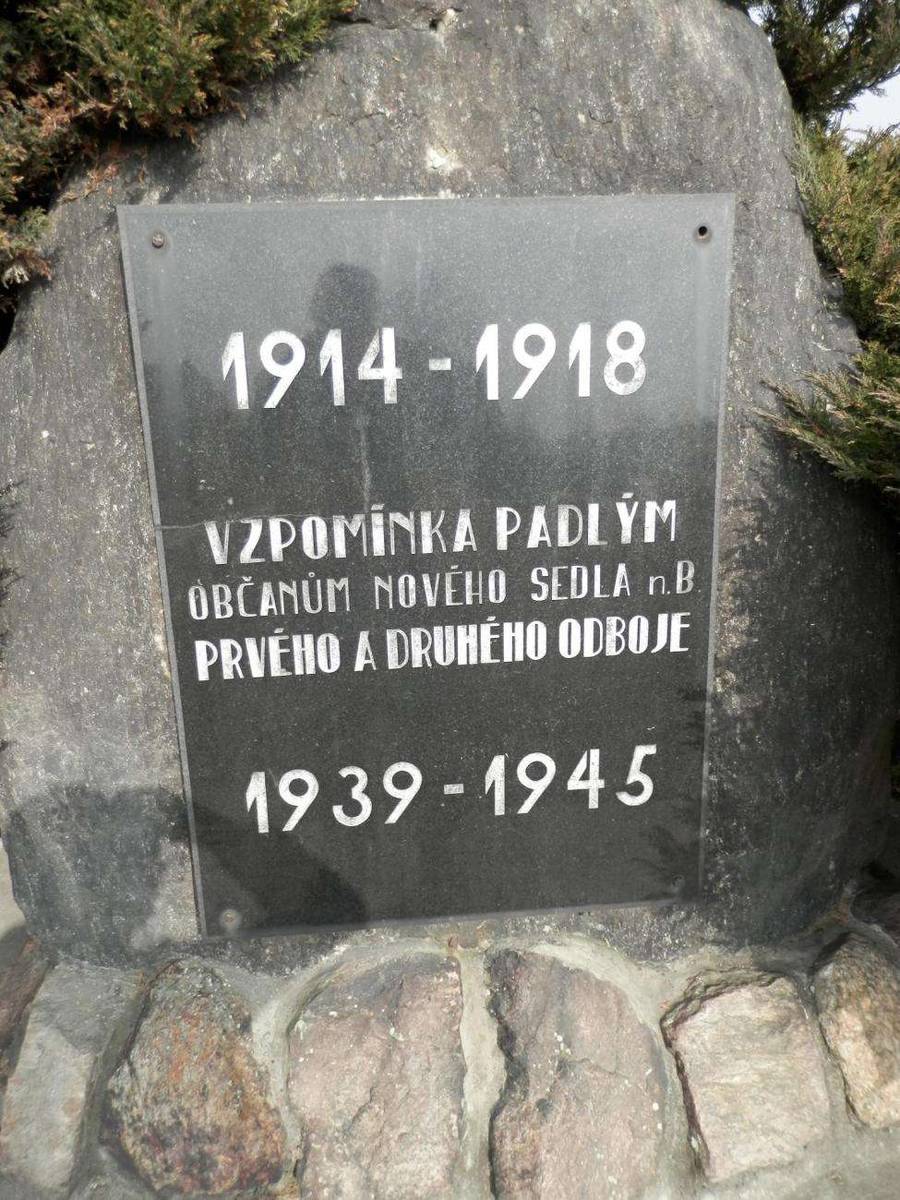 1914 - 1918
VZPOMÍNKA PADLÝM
OBČANŮM NOVÉHO SEDLA n.B
PRVÉHO A DRUHÉHO ODBOJE
1939 - 1945